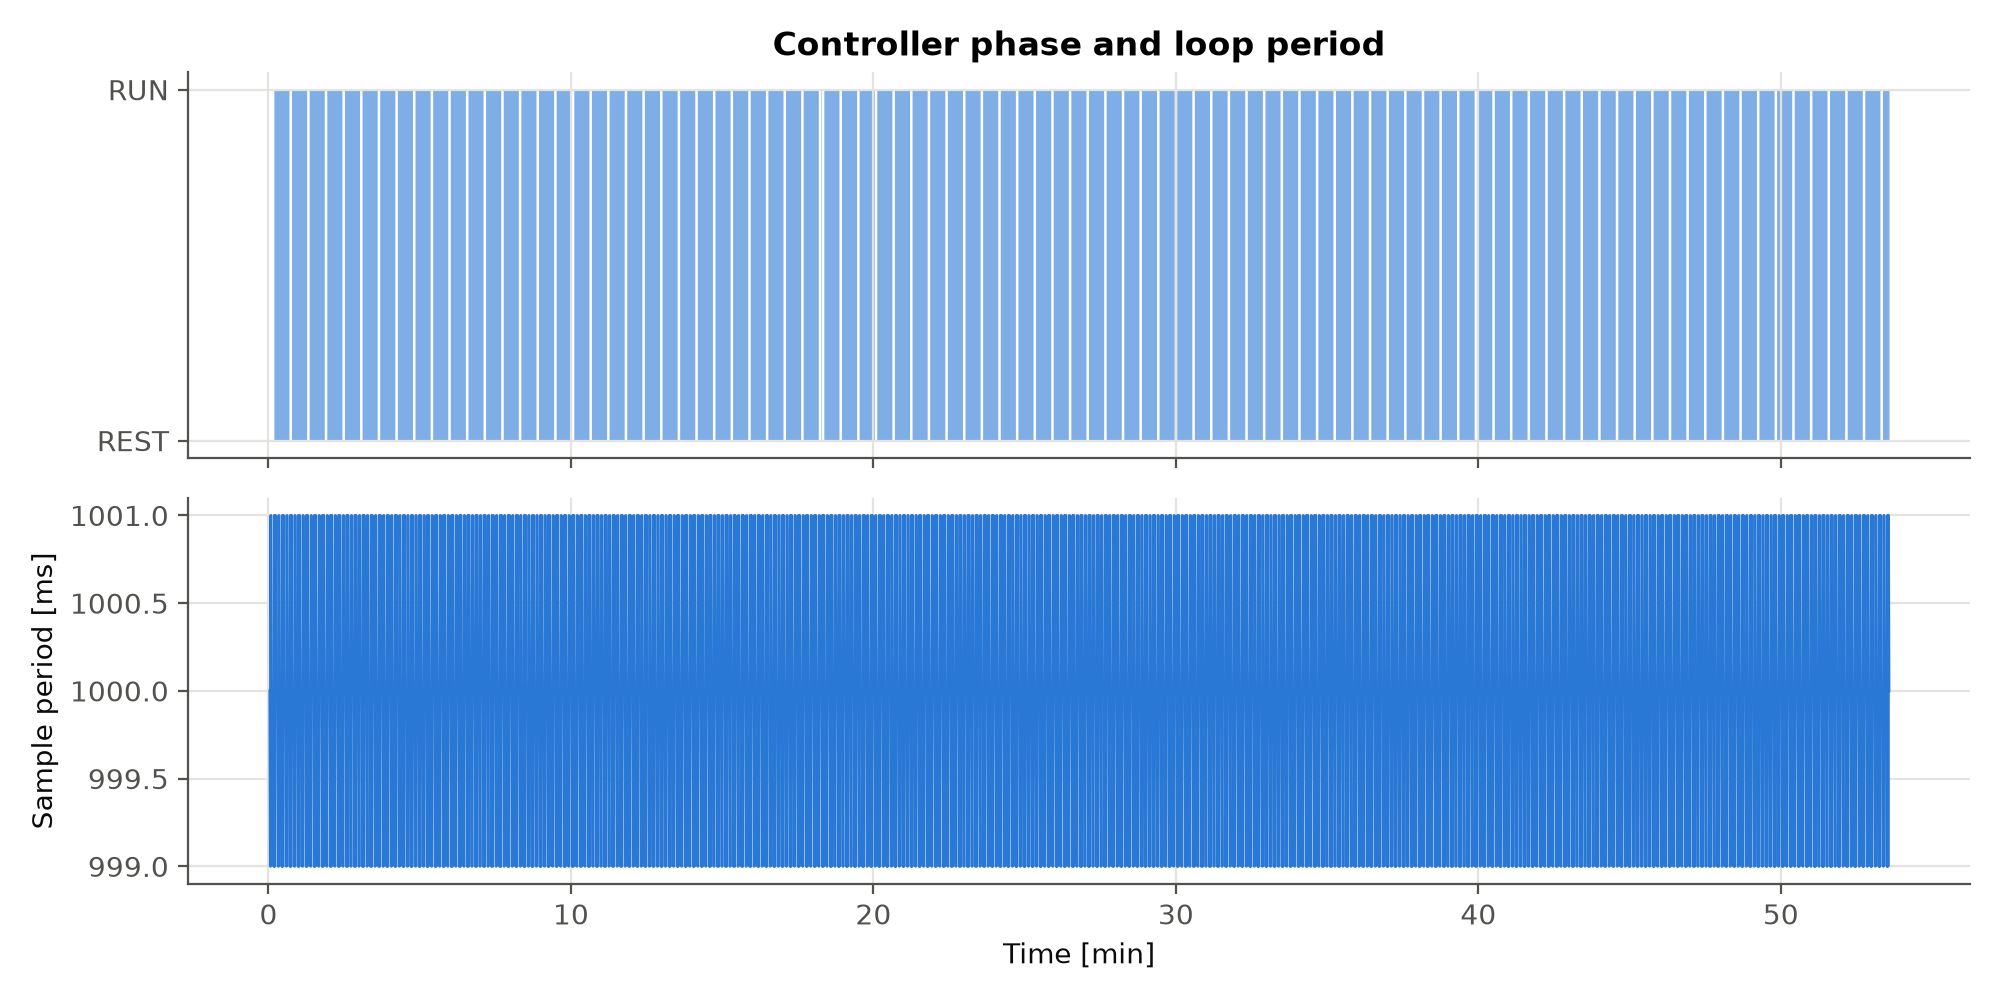 Controller phase and loop period
RUN
REST
1001.0
1000.5
1000.0
999.5
999.0
Sample period [ms]
0 10 20 30 40 50
Time [min]